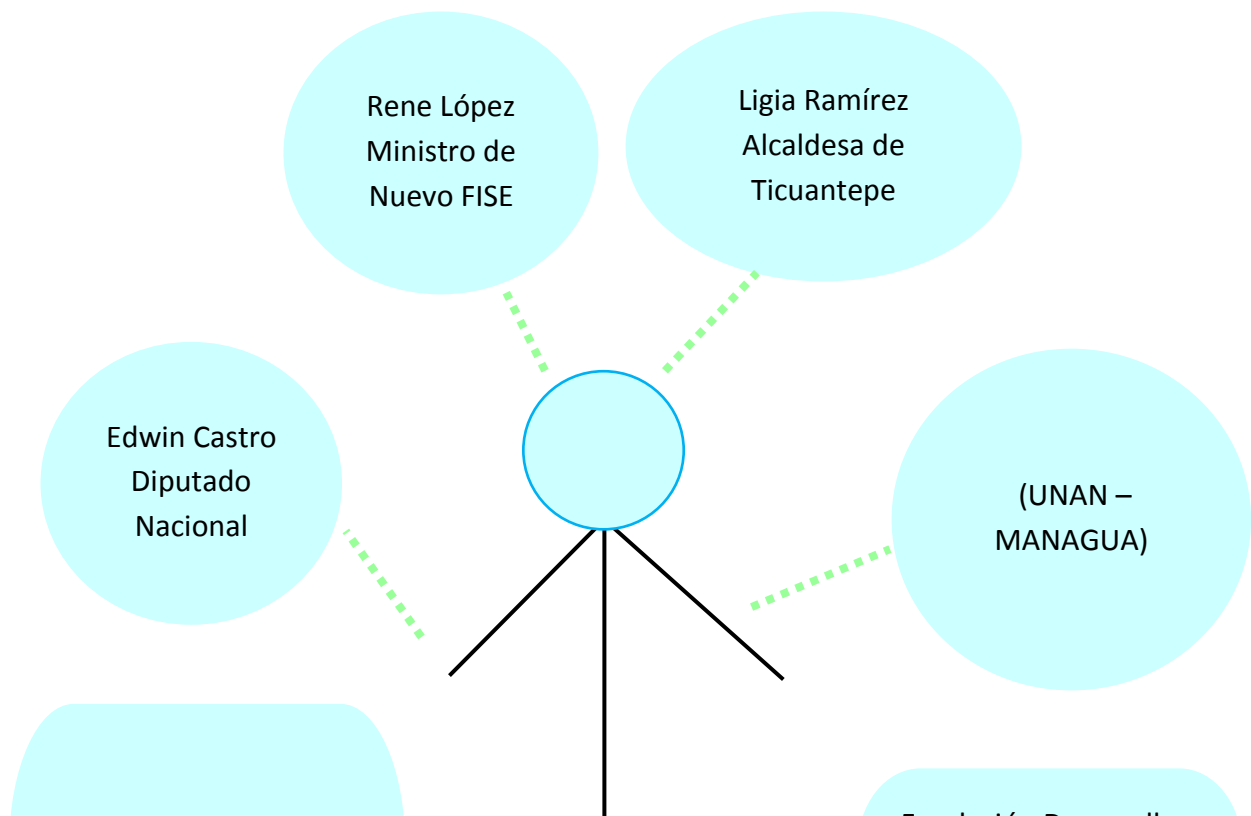 Rene López
Ministro de
Nuevo FISE
Ligia Ramírez
Alcaldesa de
Ticuantepe
Edwin Castro
Diputado
Nacional
(UNAN –
MANAGUA)